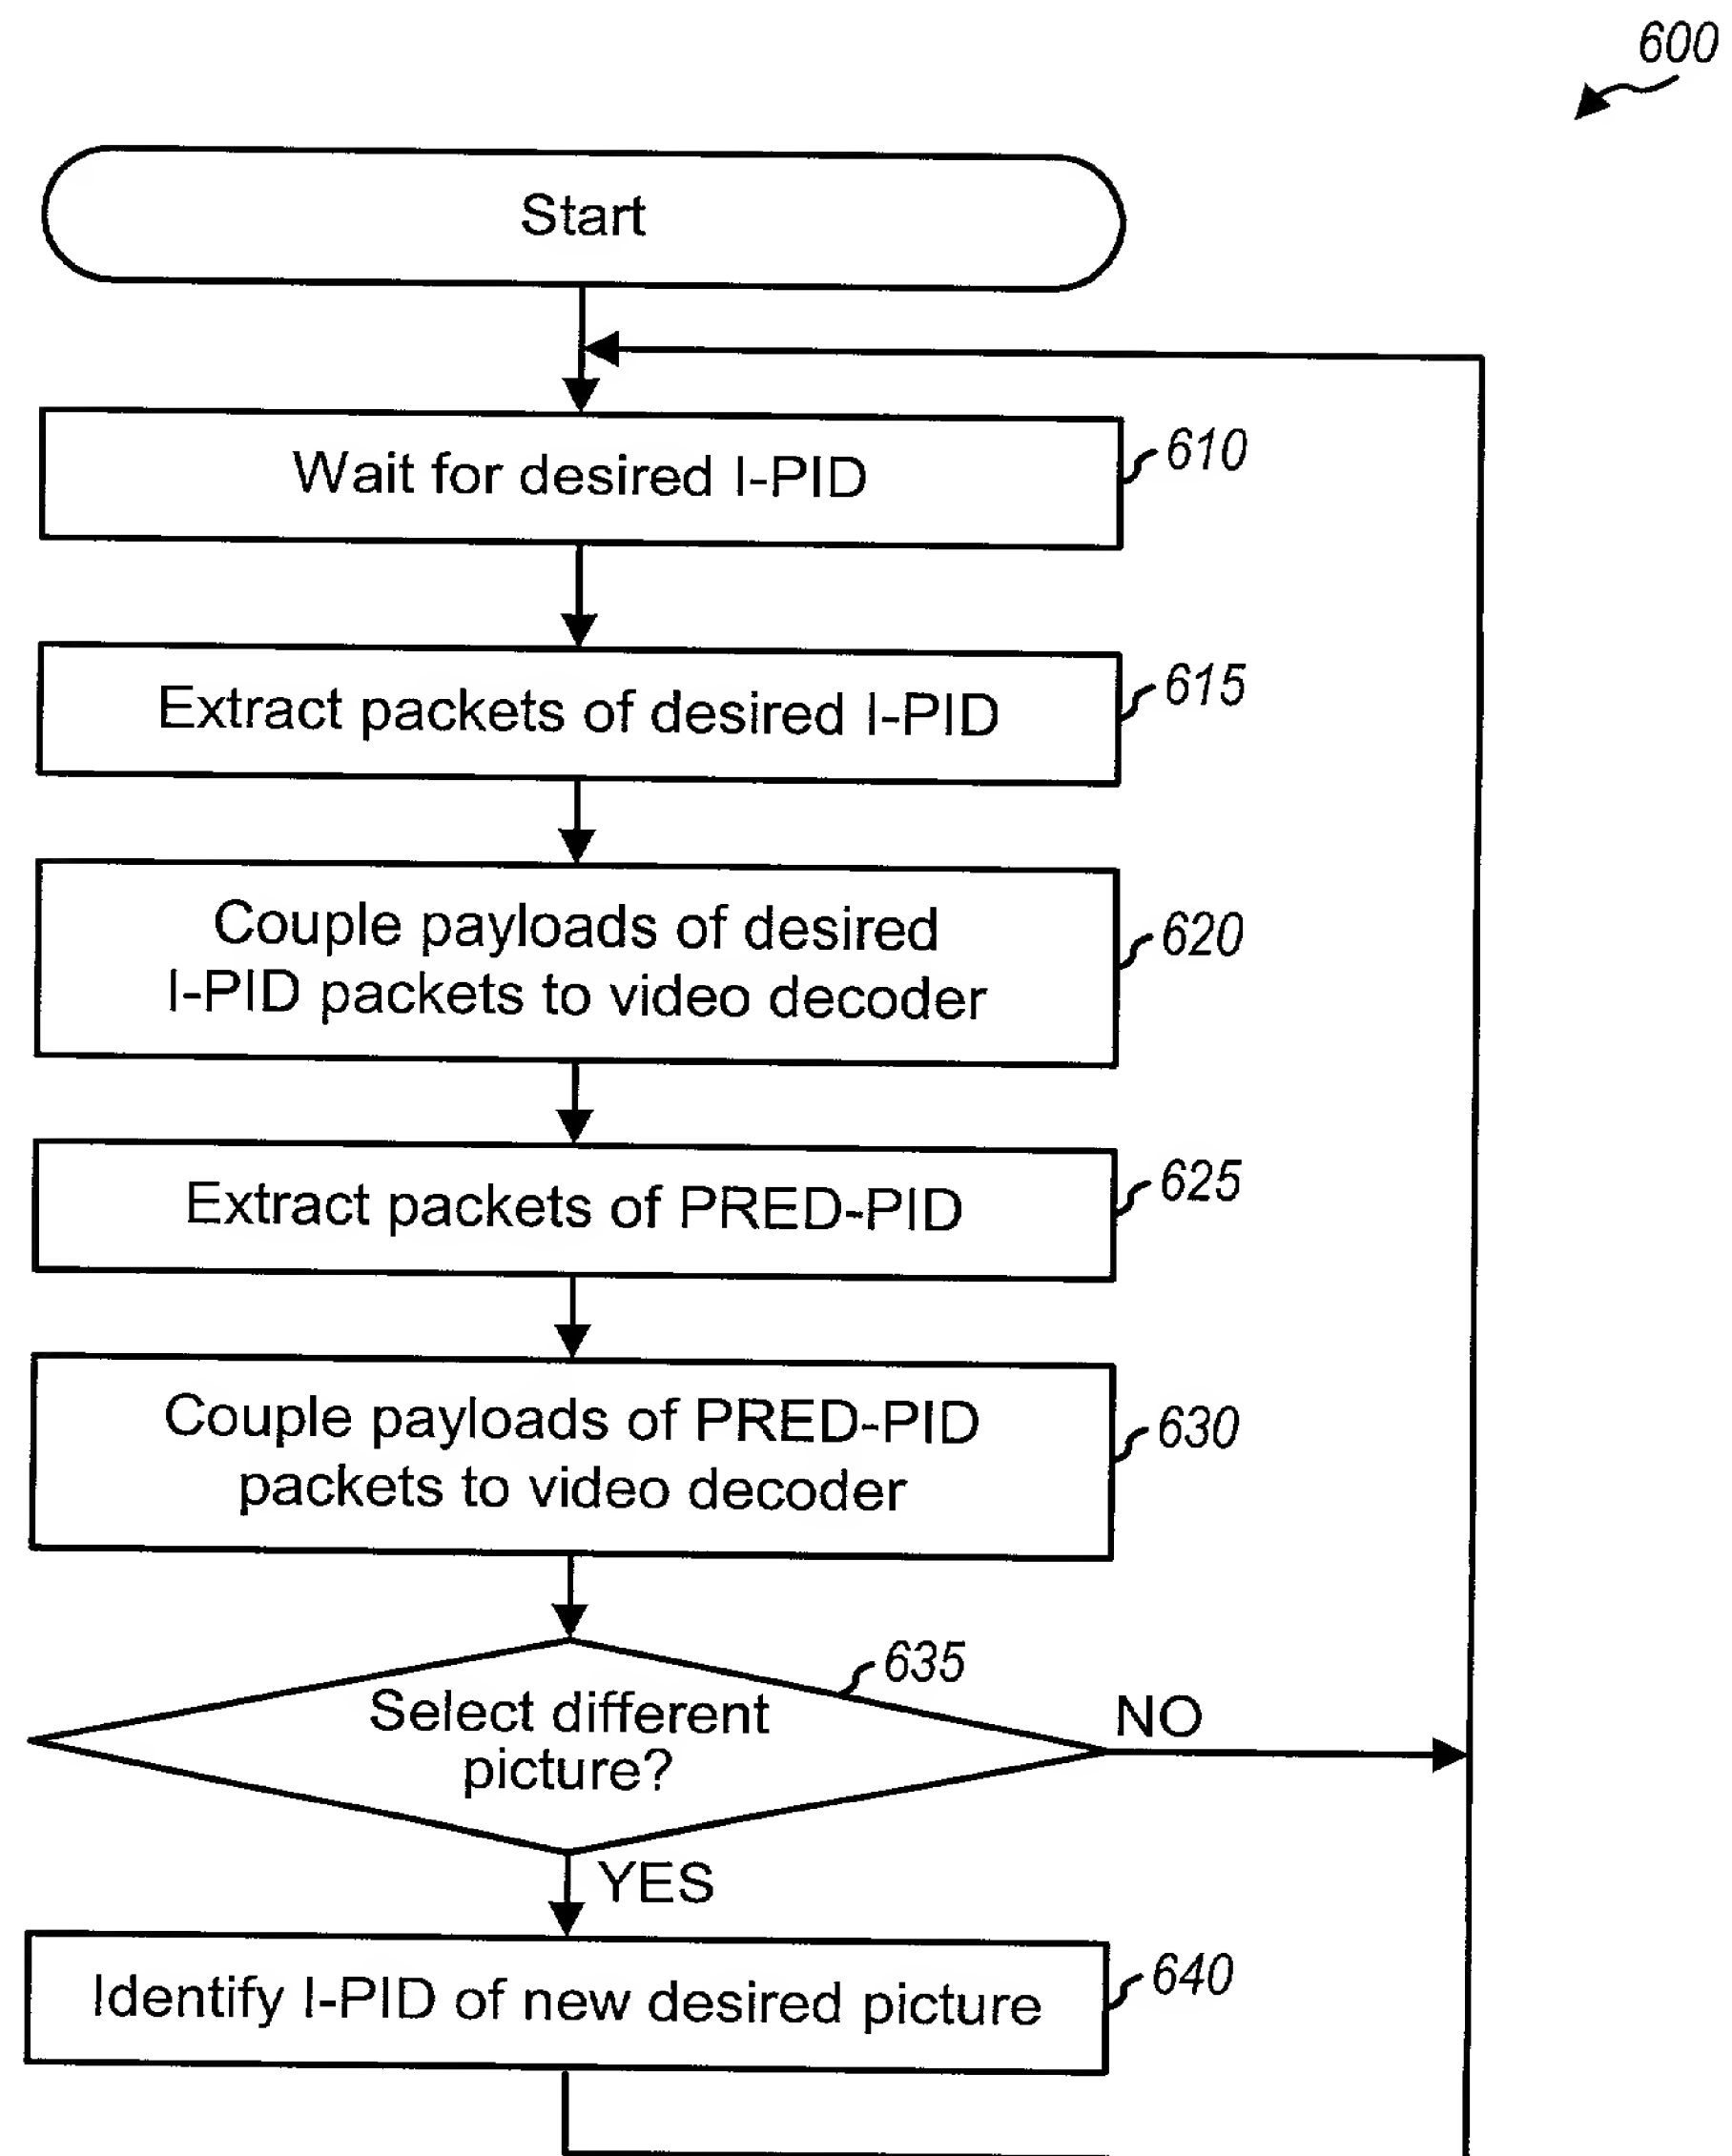 600
Start
Wait for desired I-PID
610
Extract packets of desired I-PID
615
Couple payloads of desired
I-PID packets to video decoder
620
Extract packets of PRED-PID
625
Couple payloads of PRED-PID
packets to video decoder
630
635
Select different
picture?
NO
YES
Identify I-PID of new desired picture
640